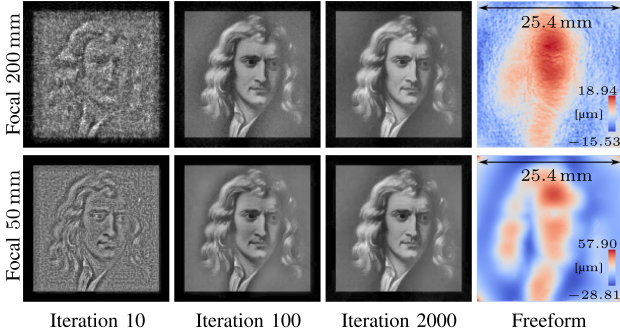 Focal 200 mm
25.4 mm
18.94
[µm]
−15.53
Focal 50 mm
25.4 mm
57.90
[µm]
−28.81
Iteration 10
Iteration 100
Iteration 2000
Freeform